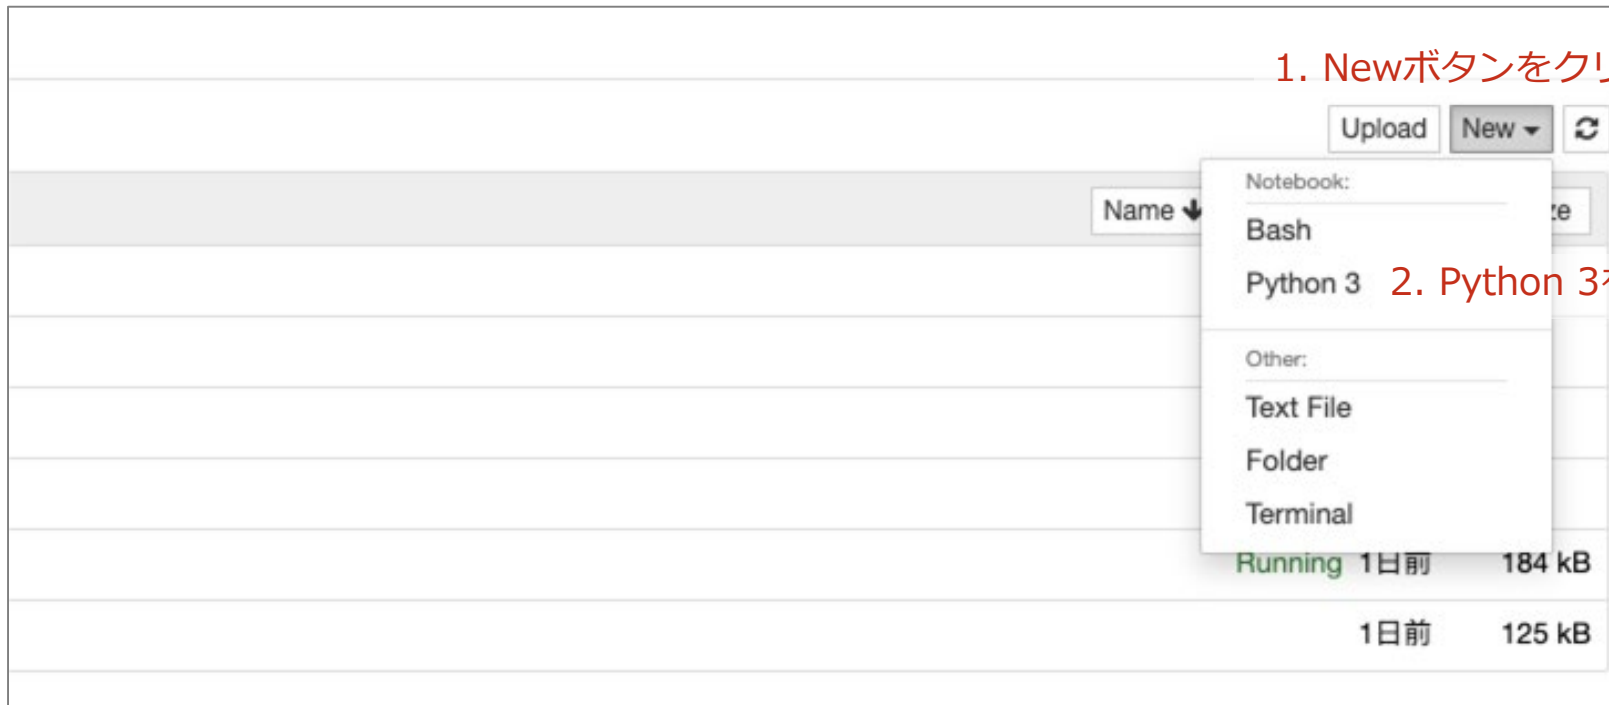 1. Newボタンをクリ
Upload New
Name
ze
Notebook:
Bash
Python 3 2. Python 3
Other:
Text File
Folder
Terminal
Running 1日前 184 kB
1日前 125 kB